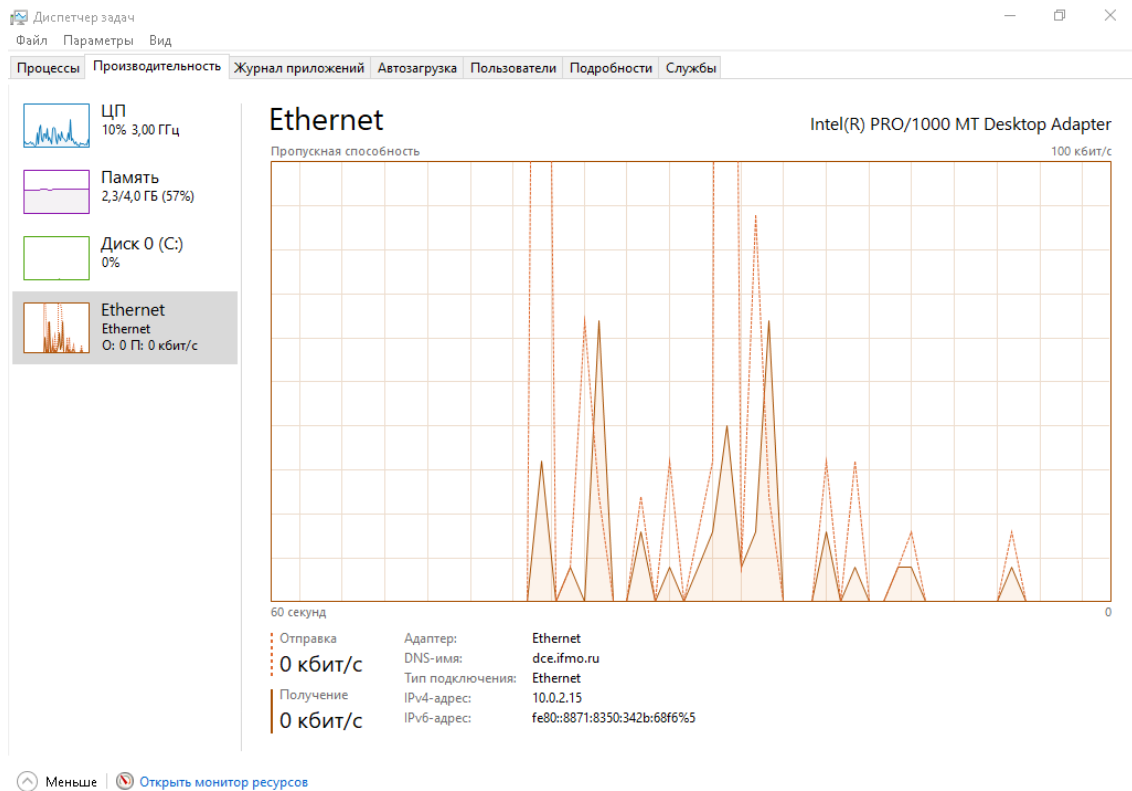 Диспетчер задач
Файл Параметры Вид
Процессы Производительность Журнал приложений Автозагрузка Пользователи Подробности Службы
ЦП
10% 3,00 ГГц
Память
2,3/4,0 ГБ (57%)
Диск 0 (C:)
0%
Ethernet
Ethernet
О: 0 П: 0 кбит/с
Ethernet
Intel(R) PRO/1000 MT Desktop Adapter
Пропускная способность
100 кбит/с
60 секунд
0
Отправка
0 кбит/с
Получение
0 кбит/с
Адаптер: Ethernet
DNS-имя: dce.ifmo.ru
Тип подключения: Ethernet
IPv4-адрес: 10.0.2.15
IPv6-адрес: fe80::8871:8350:342b:68f6%5
Меньше
Открыть монитор ресурсов